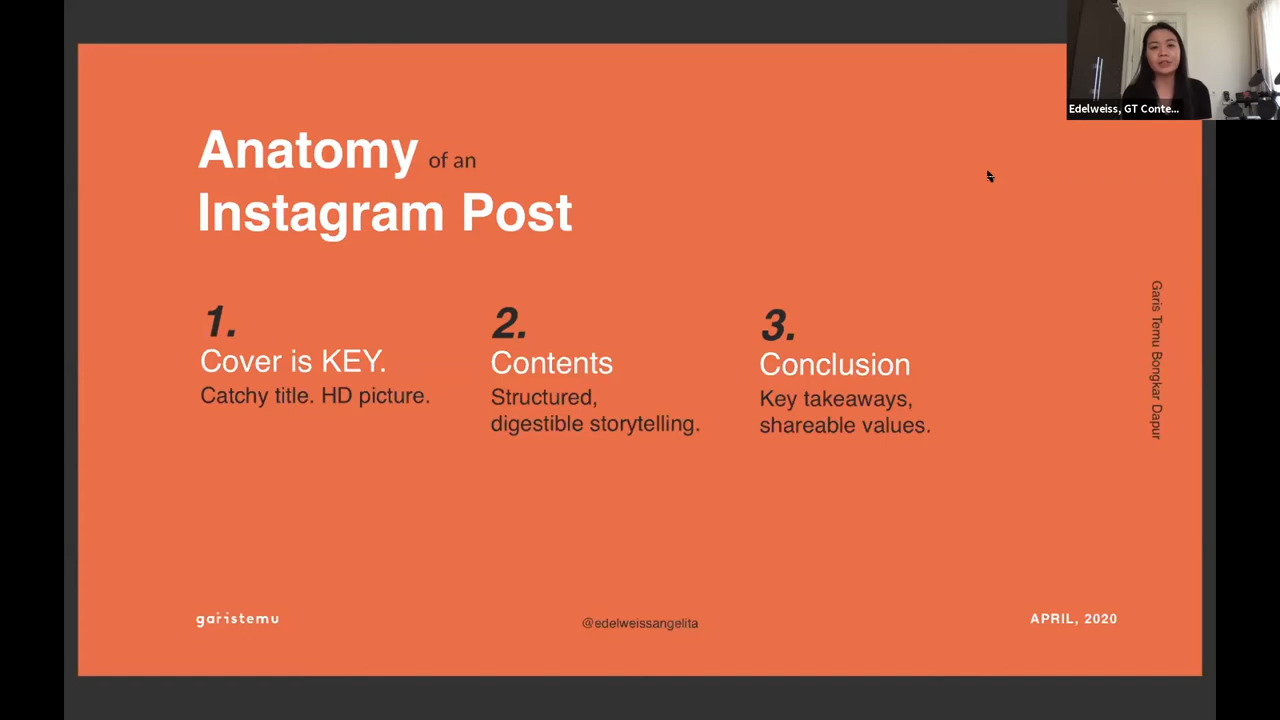 Edelweiss, GT Conte...
Anatomy of an
Instagram Post
1.
Cover is KEY.
Catchy title. HD picture.
2.
Contents
Structured,
digestible storytelling.
3.
Conclusion
Key takeaways,
shareable values.
Garis Temu Bongkar Dapur
garistemu
@edelweissangelita
APRIL, 2020